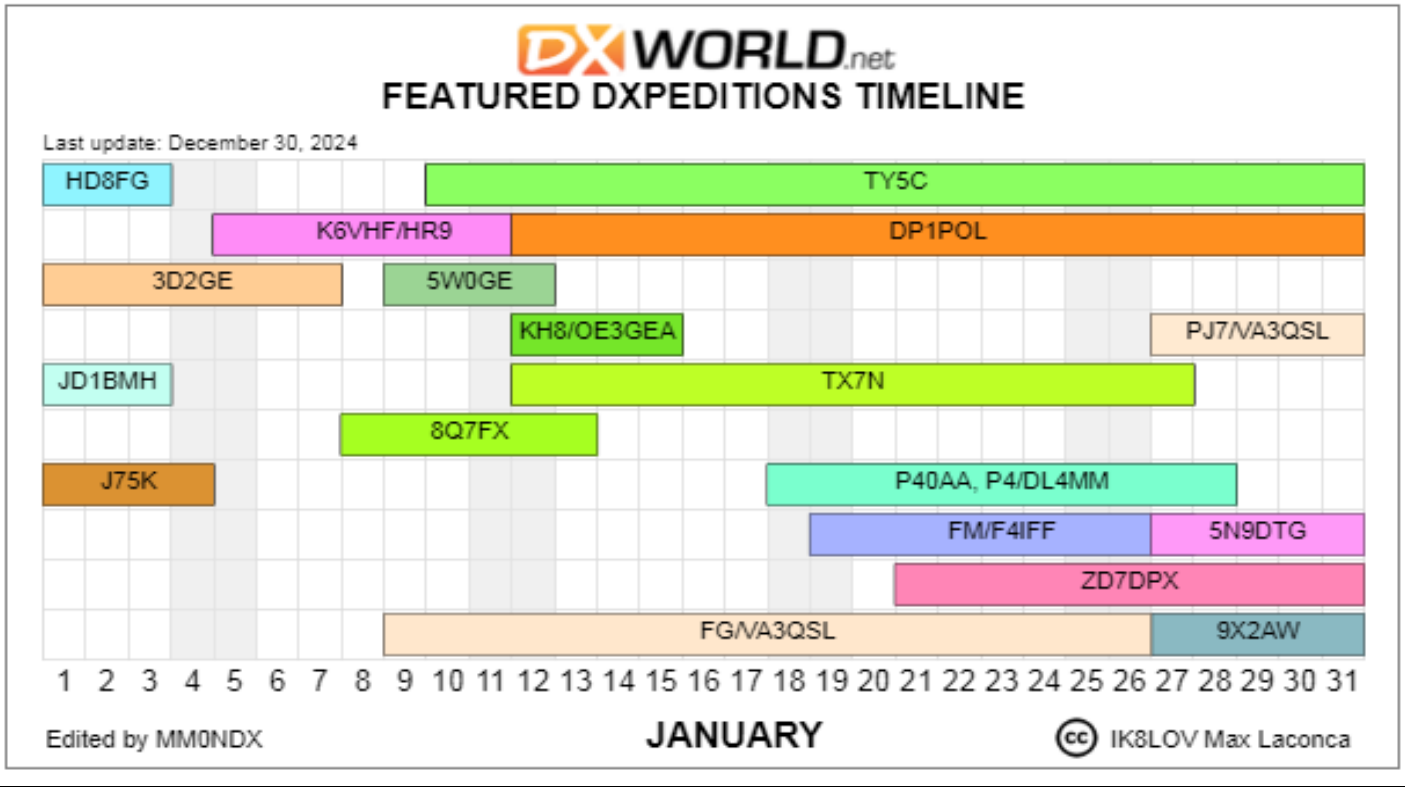 DX WORLD.net
FEATURED DXPEDITIONS TIMELINE
Last update: December 30, 2024
HD8FG TY5C
K6VHF/HR9 DP1POL
3D2GE 5W0GE
KH8/OE3GEA PJ7/VA3QSL
JD1BMH TX7N
8Q7FX
J75K P40AA, P4/DL4MM
FM/F4IFF 5N9DTG
ZD7DPX
FG/VA3QSL 9X2AW
1 2 3 4 5 6 7 8 9 10 11 12 13 14 15 16 17 18 19 20 21 22 23 24 25 26 27 28 29 30 31
Edited by MM0NDX JANUARY cc IK8LOV Max Laconca